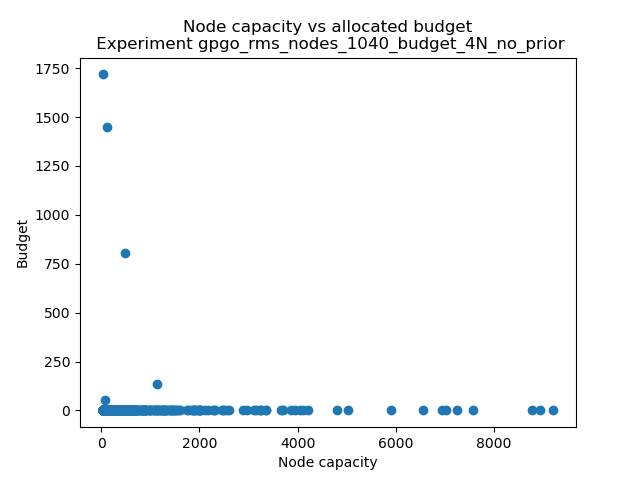 Node capacity vs allocated budget
Experiment gpgo_rms_nodes_1040_budget_4N_no_prior
1750
1500
1250
1000
750
500
250
0
Budget
0 2000 4000 6000 8000
Node capacity